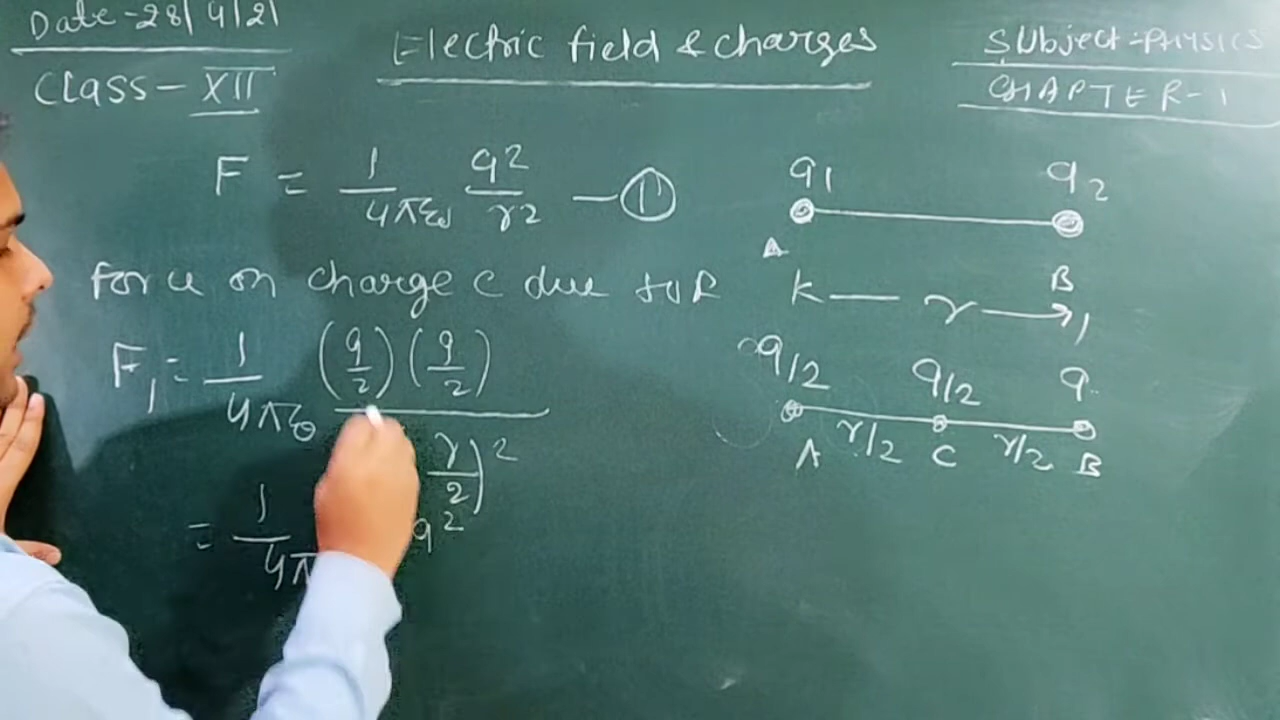 Date-28/4/21
Class-XII
Electric field & charges
Subject:-PHYSICS
CHAPTER-1
F = 1/4πε₀ q²/r² —①
Force on charge C due to
F₁ = 1/4πε₀ (q/2)(q/2)/(r/2)²
= 1/4π q²
q1 q2
A B
k— r →1
q/2 q/2 q
A r/2 C r/2 B